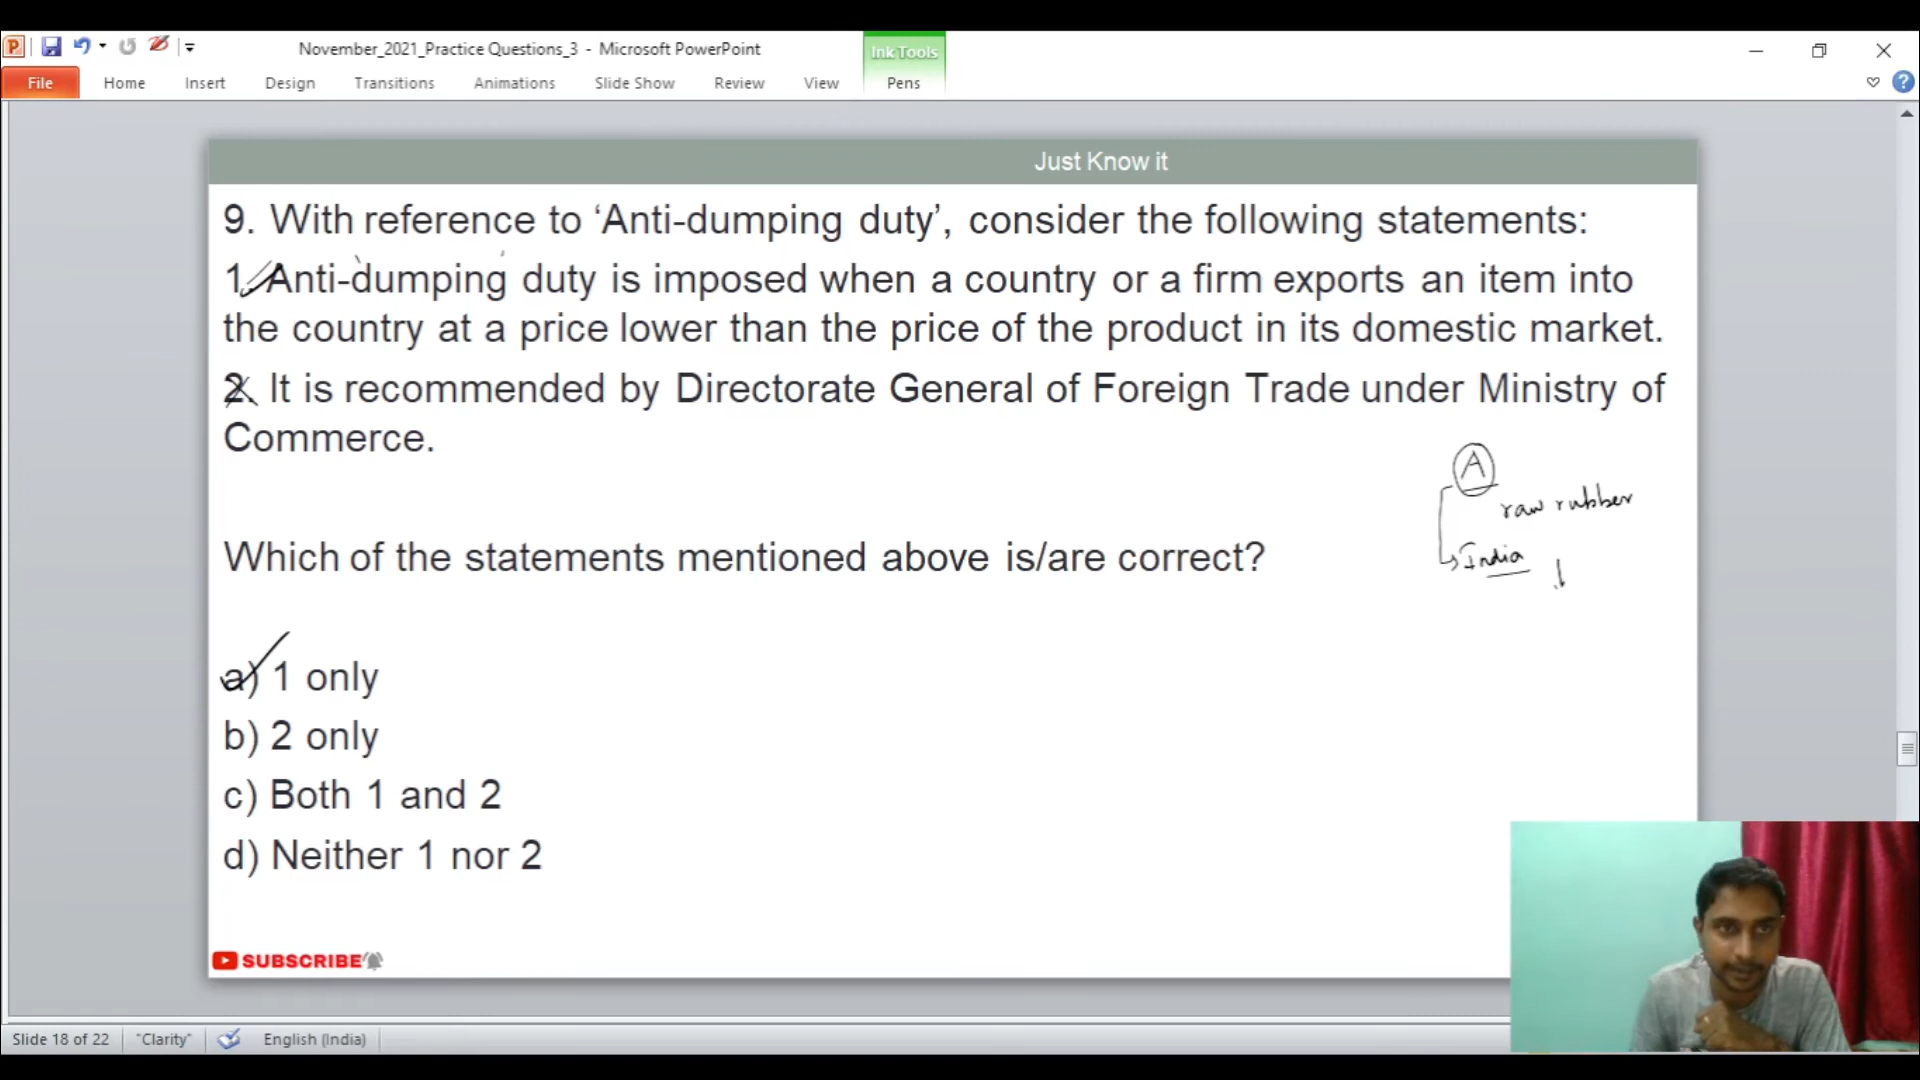 November_2021_Practice Questions_3 - Microsoft PowerPoint
Ink Tools
File Home Insert Design Transitions Animations Slide Show Review View Pens
Just Know it
9. With reference to ‘Anti-dumping duty’, consider the following statements:
1. Anti-dumping duty is imposed when a country or a firm exports an item into
the country at a price lower than the price of the product in its domestic market.
2. It is recommended by Directorate General of Foreign Trade under Ministry of
Commerce.
A
raw rubber
India
Which of the statements mentioned above is/are correct?
a) 1 only
b) 2 only
c) Both 1 and 2
d) Neither 1 nor 2
SUBSCRIBE
Slide 18 of 22 "Clarity" English (India)